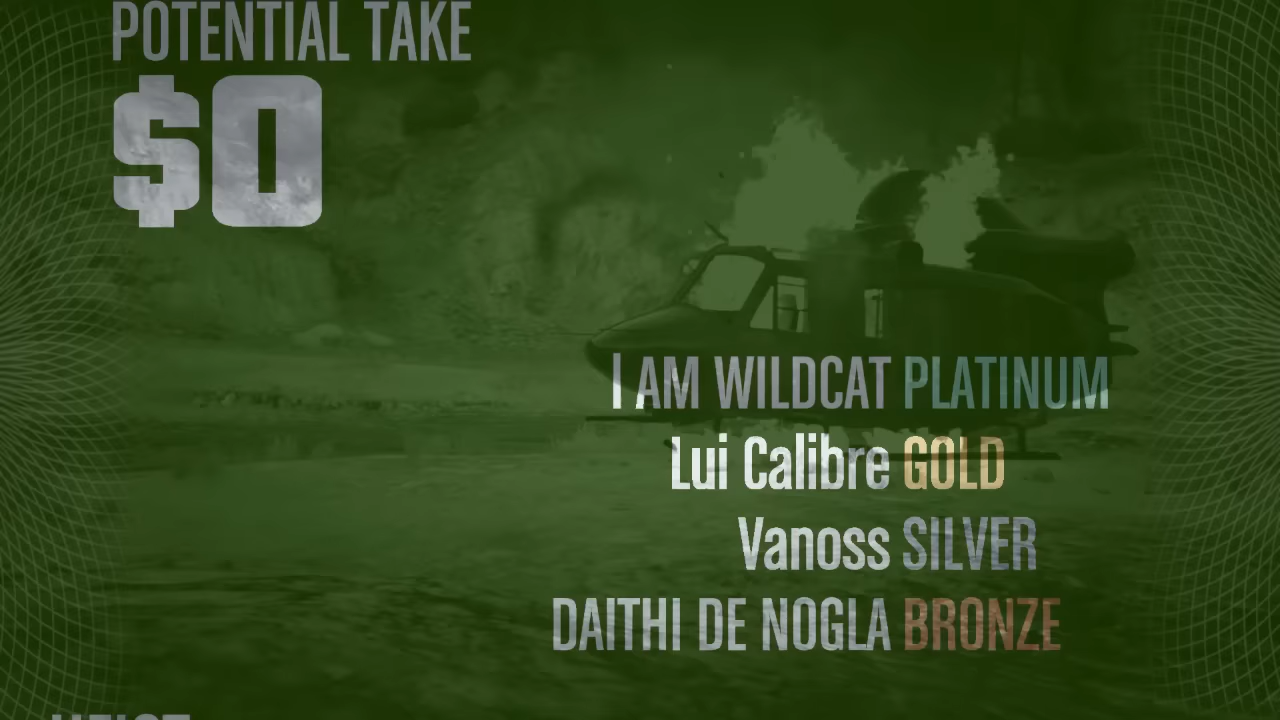 POTENTIAL TAKE
$0
I AM WILDCAT PLATINUM
Lui Calibre GOLD
Vanoss SILVER
DAITHI DE NOGLA BRONZE